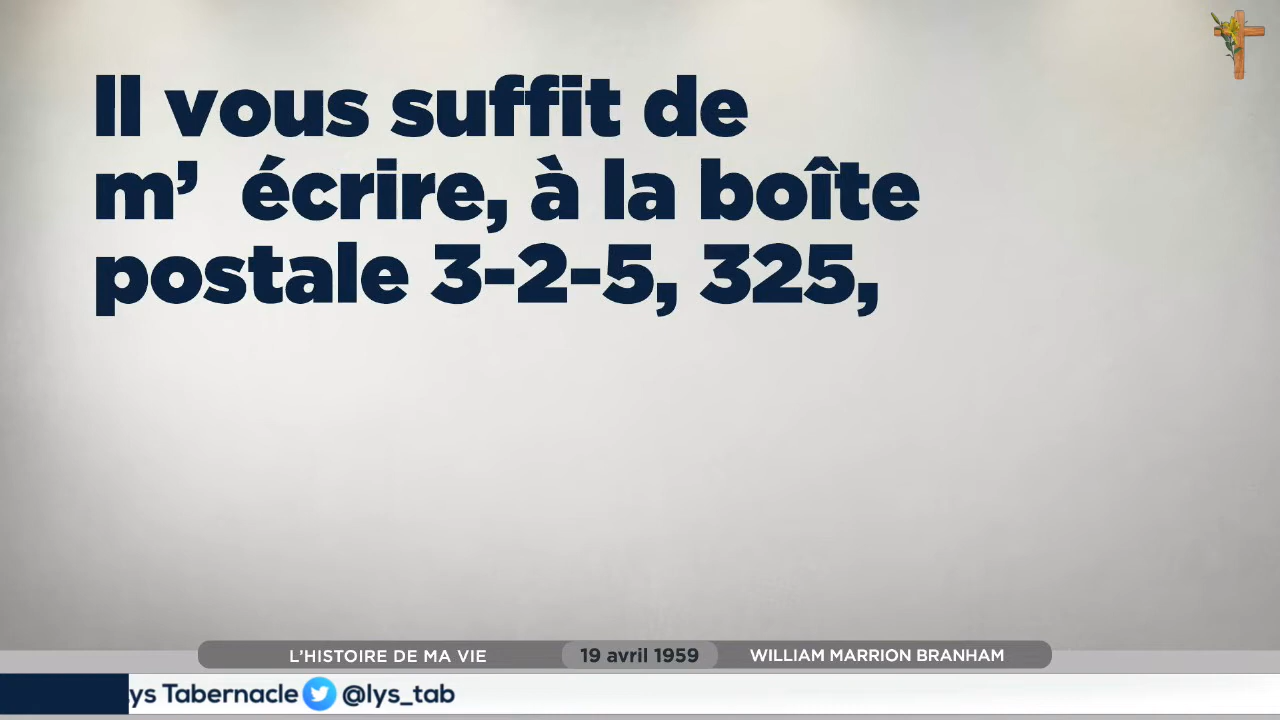 Il vous suffit de
m’ écrire, à la boîte
postale 3-2-5, 325,
L’HISTOIRE DE MA VIE 19 avril 1959 WILLIAM MARRION BRANHAM
ys Tabernacle @lys_tab